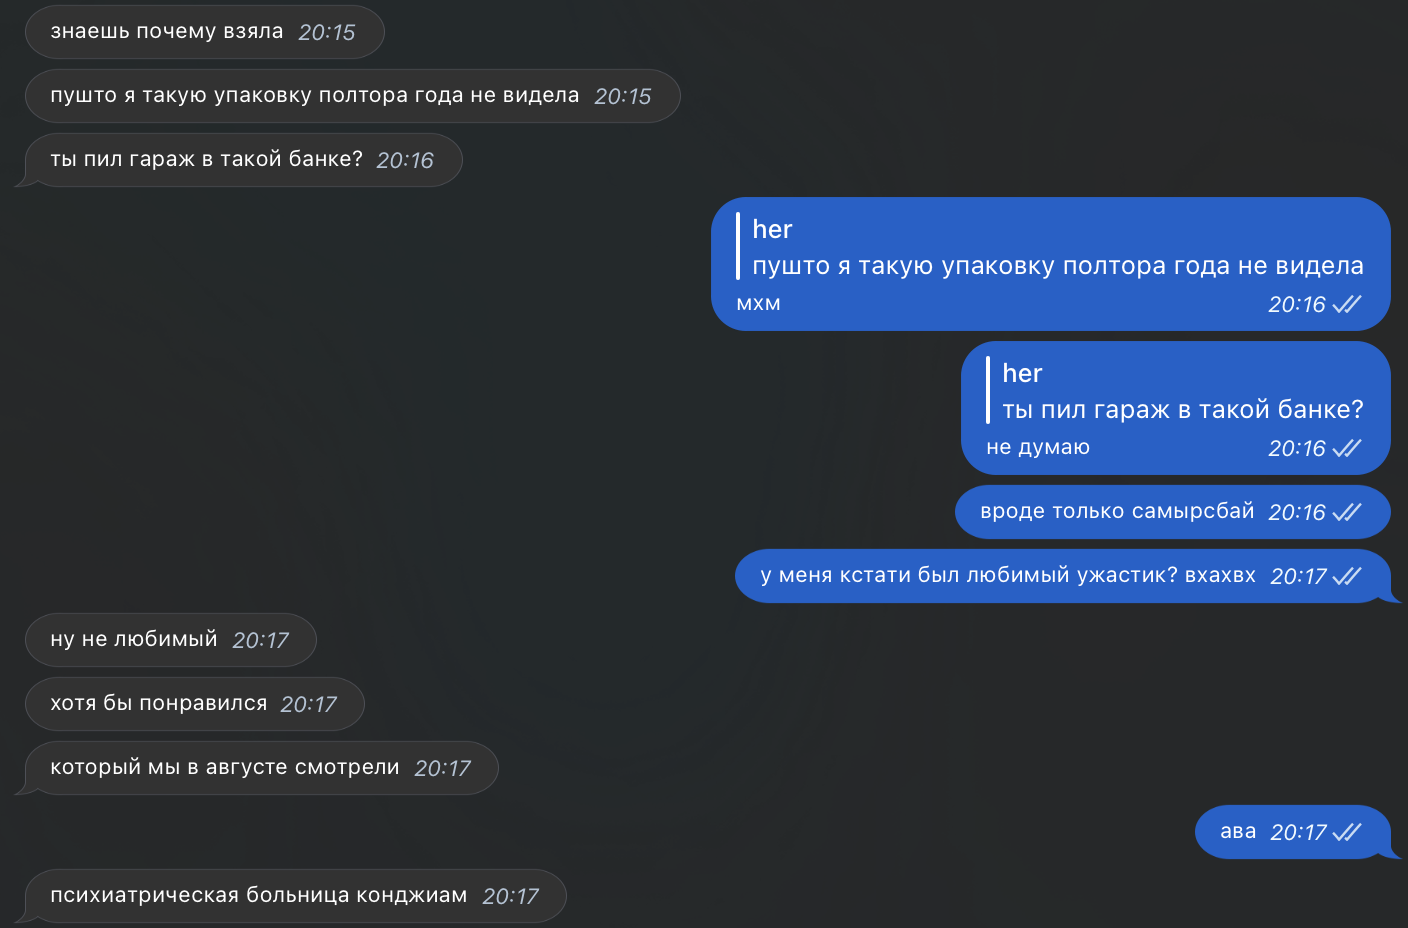 знаешь почему взяла 20:15
пушто я такую упаковку полтора года не видела 20:15
ты пил гараж в такой банке? 20:16
her
пушто я такую упаковку полтора года не видела
мхм 20:16
her
ты пил гараж в такой банке?
не думаю 20:16
вроде только самырсбай 20:16
у меня кстати был любимый ужастик? вхахвх 20:17
ну не любимый 20:17
хотя бы понравился 20:17
который мы в августе смотрели 20:17
ава 20:17
психиатрическая больница конджиам 20:17